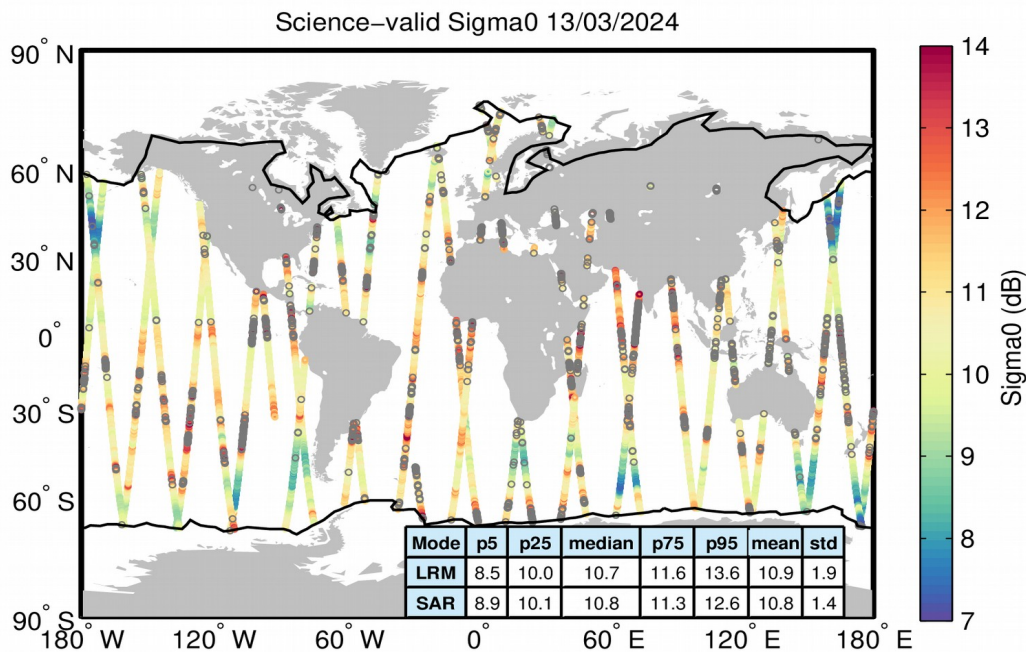 Science−valid Sigma0 13/03/2024
90° N
60° N
30° N
0°
30° S
60° S
90° S
180° W
120° W
60° W
0°
60° E
120° E
180° E
14
13
12
11
10
9
8
7
Sigma0 (dB)
Mode p5 p25 median p75 p95 mean std
LRM 8.5 10.0 10.7 11.6 13.6 10.9 1.9
SAR 8.9 10.1 10.8 11.3 12.6 10.8 1.4